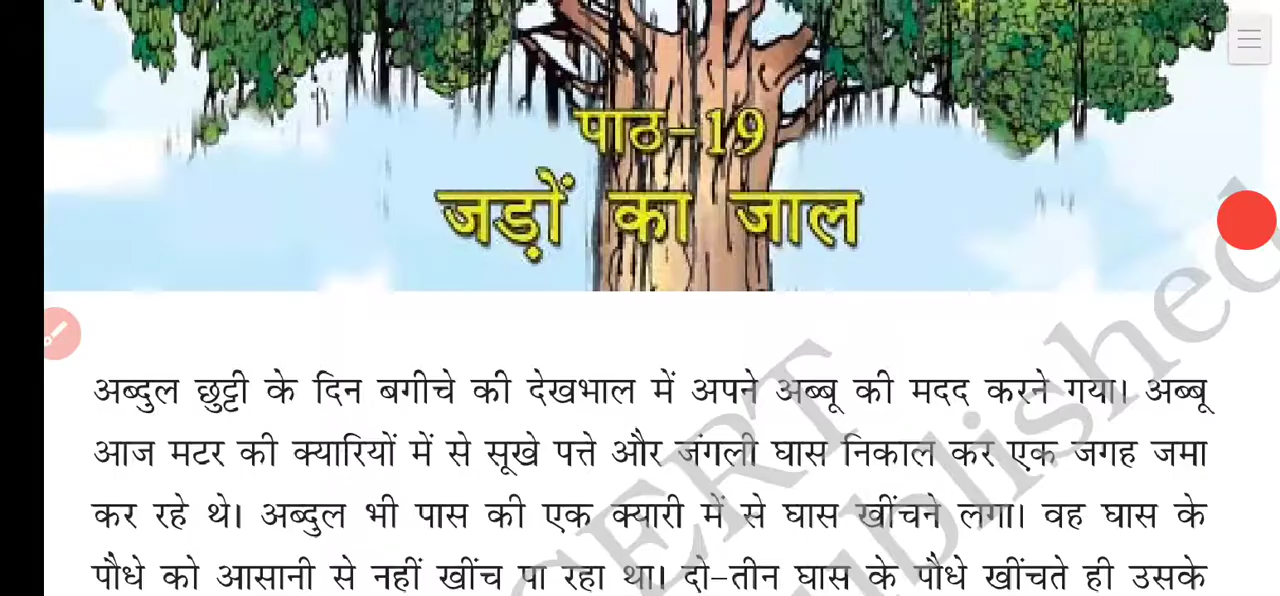 पाठ-19
जड़ों का जाल
अब्दुल छुट्टी के दिन बगीचे की देखभाल में अपने अब्बू की मदद करने गया। अब्बू
आज मटर की क्यारियों में से सूखे पत्ते और जंगली घास निकाल कर एक जगह जमा
कर रहे थे। अब्दुल भी पास की एक क्यारी में से घास खींचने लगा। वह घास के
पौधे को आसानी से नहीं खींच पा रहा था। दो-तीन घास के पौधे खींचते ही उसके